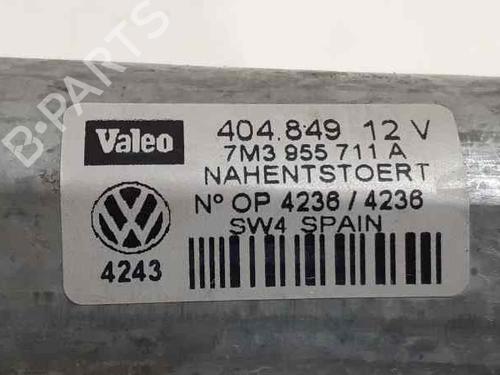 B-PARTS
Valeo
404.849 12 V
7M3 955 711 A
NAHENTSTOERT
Nº OP 4236 / 4236
SW4 SPAIN
4243